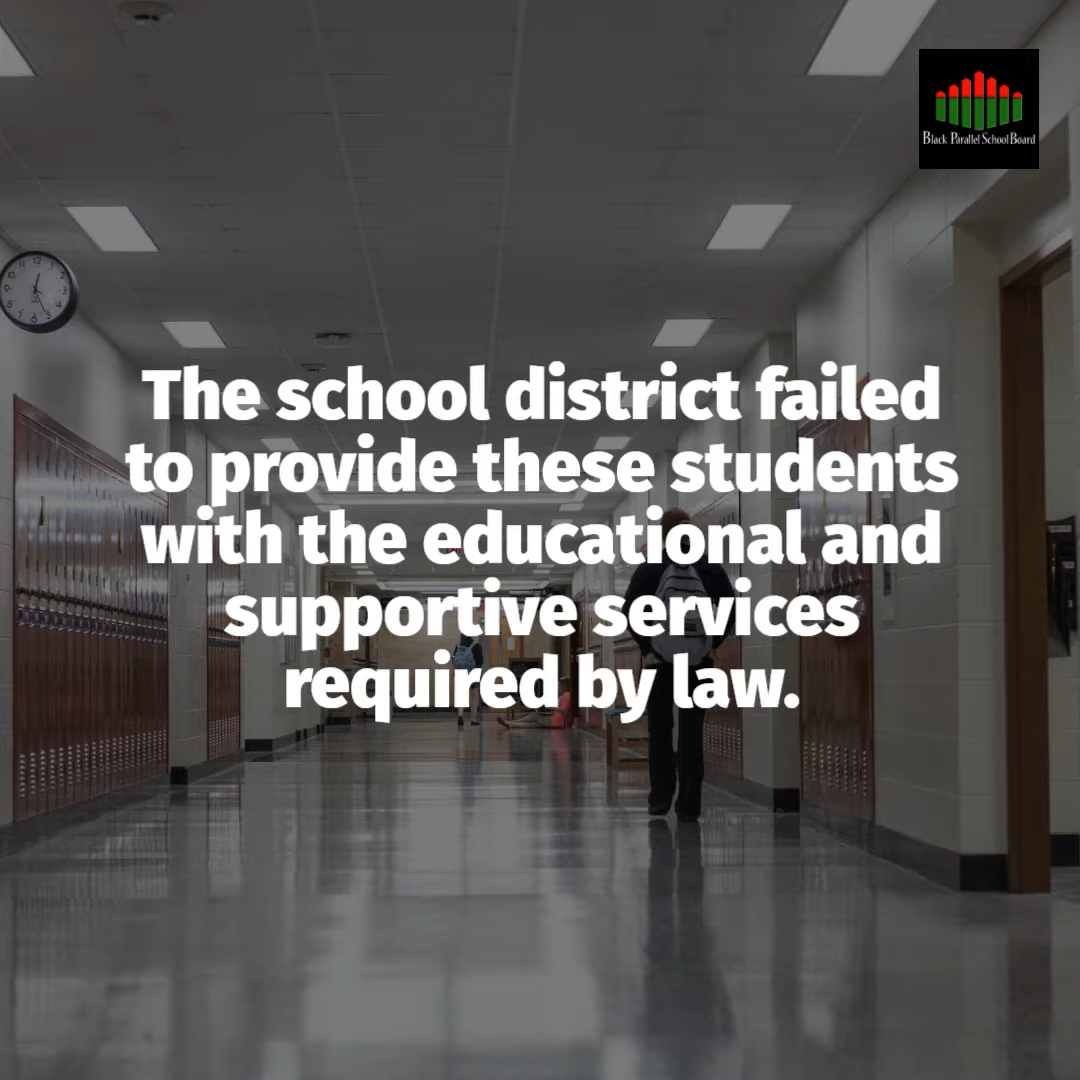 Black Parallel School Board
The school district failed
to provide these students
with the educational and
supportive services
required by law.